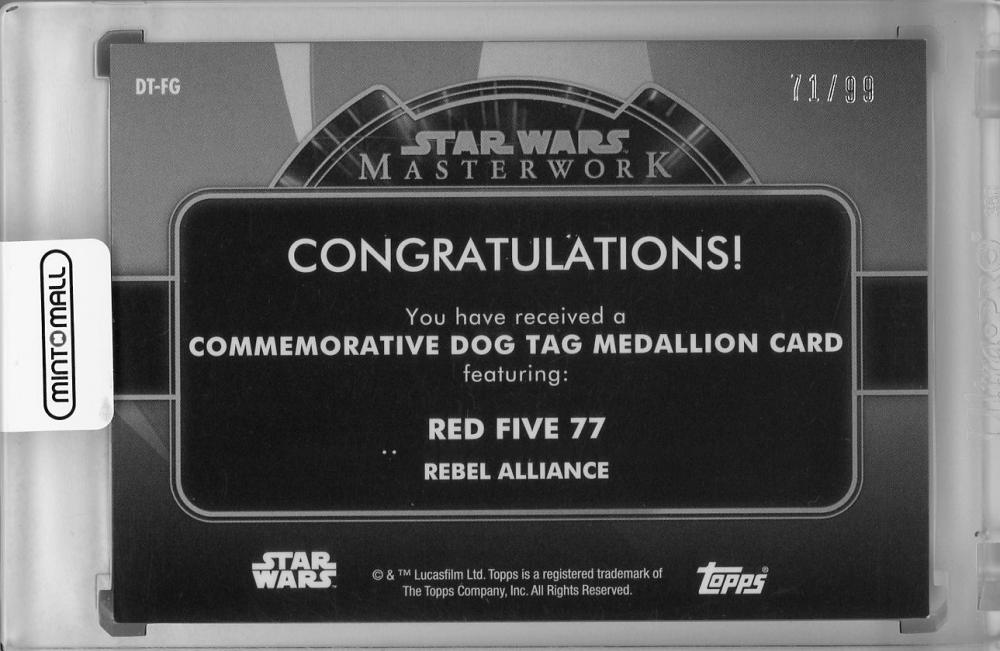 DT-FG
71/99
STAR WARS
MASTERWORK
CONGRATULATIONS!
You have received a
COMMEMORATIVE DOG TAG MEDALLION CARD
featuring:
RED FIVE 77
REBEL ALLIANCE
MINTOMALL
STAR
WARS
© & ™ Lucasfilm Ltd. Topps is a registered trademark of
The Topps Company, Inc. All Rights Reserved.
Topps®